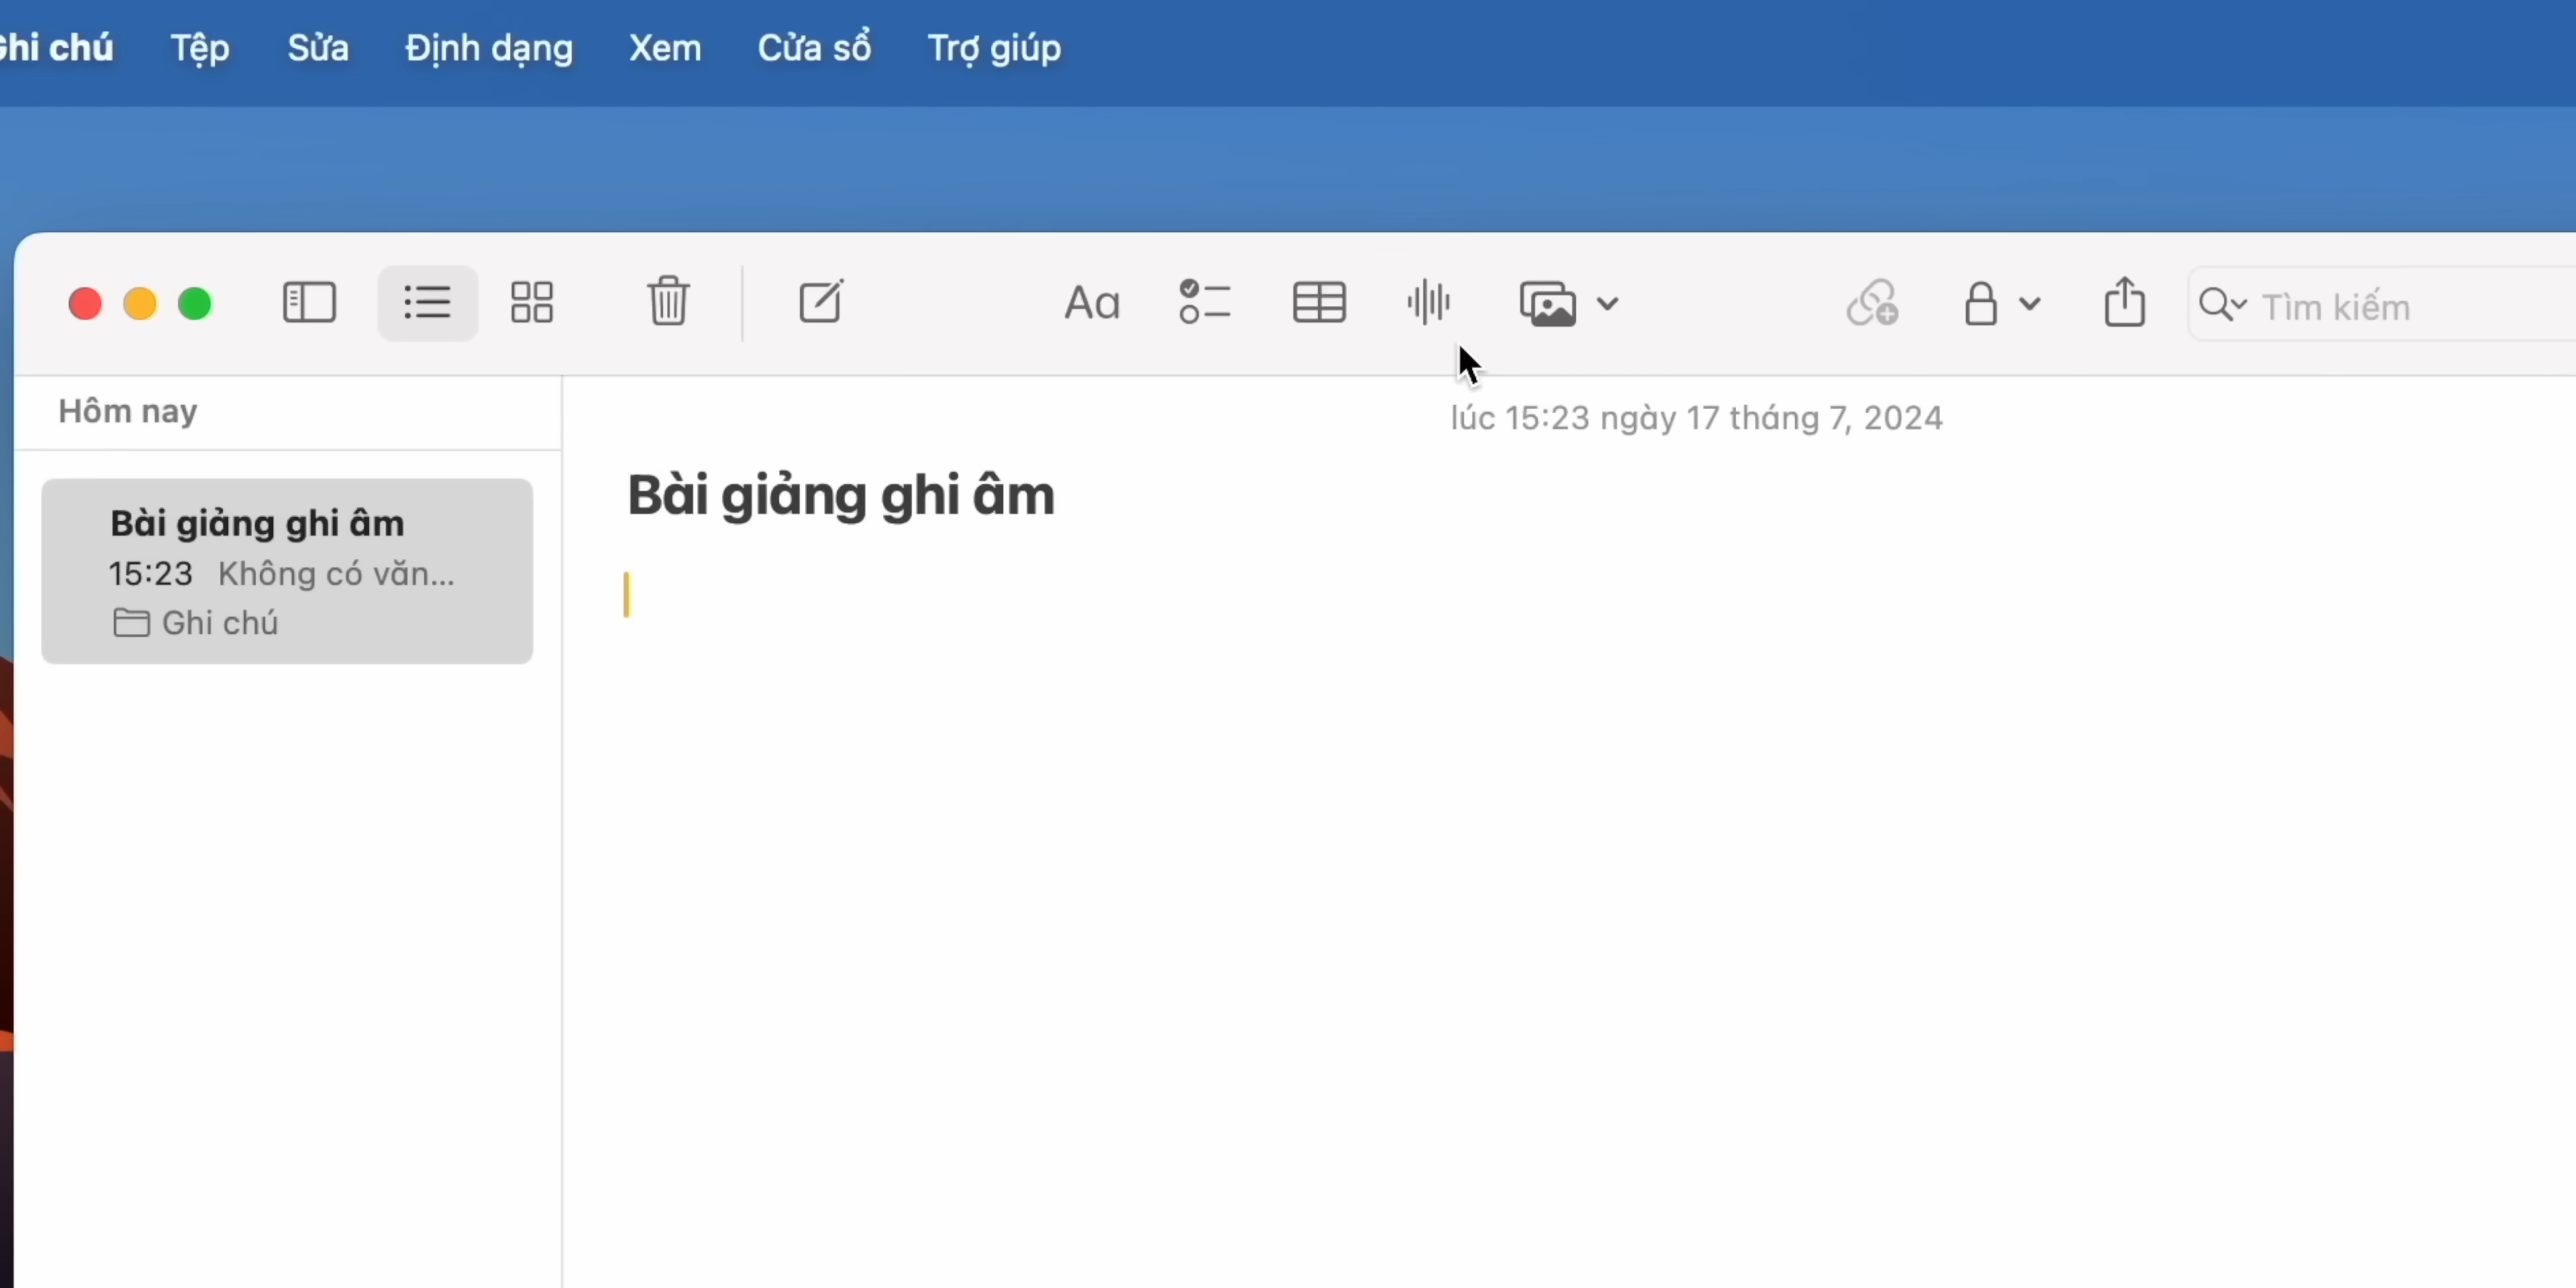 Ghi chú Tệp Sửa Định dạng Xem Cửa sổ Trợ giúp
Aa
Tìm kiếm
Hôm nay
lúc 15:23 ngày 17 tháng 7, 2024
Bài giảng ghi âm
15:23 Không có văn...
Ghi chú
Bài giảng ghi âm